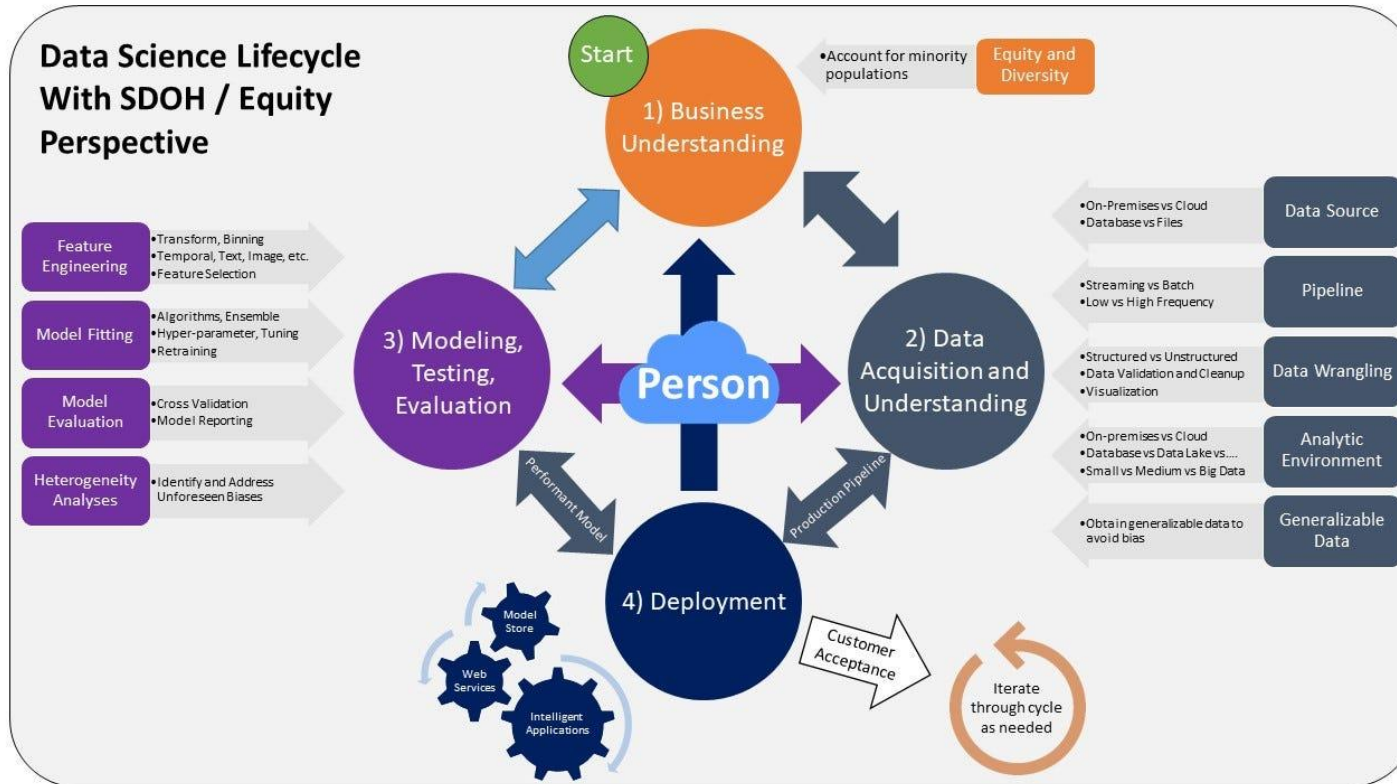 Data Science Lifecycle
With SDOH / Equity
Perspective
Start
1) Business
Understanding
•Account for minority
populations
Equity and
Diversity
Feature
Engineering
•Transform, Binning
•Temporal, Text, Image, etc.
•Feature Selection
Model Fitting
•Algorithms, Ensemble
•Hyper-parameter, Tuning
•Retraining
Model
Evaluation
•Cross Validation
•Model Reporting
Heterogeneity
Analyses
•Identify and Address
Unforeseen Biases
3) Modeling,
Testing,
Evaluation
Person
2) Data
Acquisition and
Understanding
•On-Premises vs Cloud
•Database vs Files
Data Source
•Streaming vs Batch
•Low vs High Frequency
Pipeline
•Structured vs Unstructured
•Data Validation and Cleanup
•Visualization
Data Wrangling
•On-premises vs Cloud
•Database vs Data Lake vs....
•Small vs Medium vs Big Data
Analytic
Environment
•Obtain generalizable data to
avoid bias
Generalizable
Data
Performant Model
Production Pipeline
4) Deployment
Model
Store
Web
Services
Intelligent
Applications
Customer
Acceptance
Iterate
through cycle
as needed